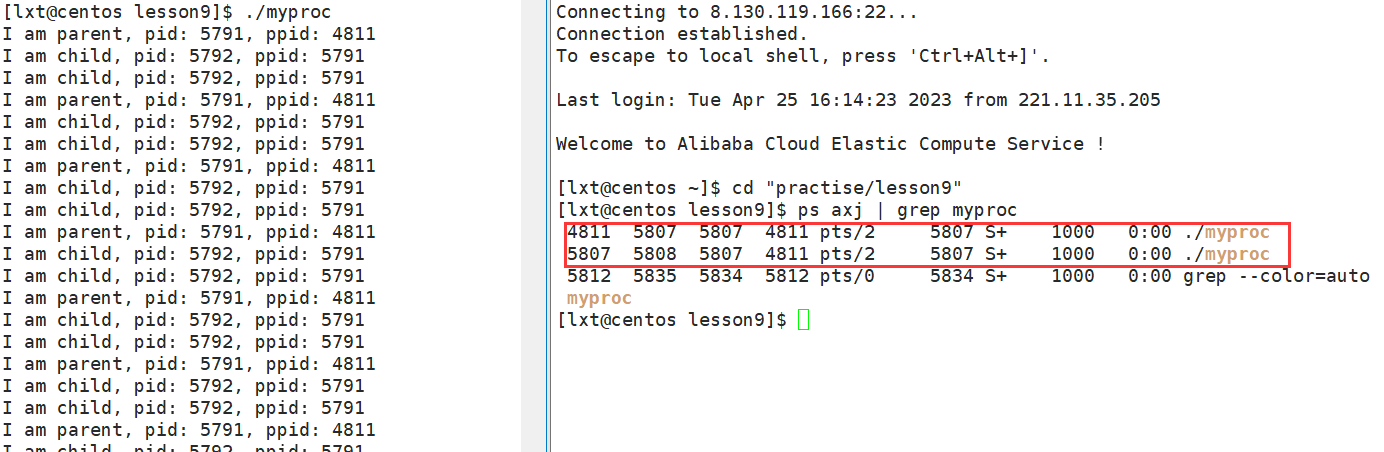 [lxt@centos lesson9]$ ./myproc
I am parent, pid: 5791, ppid: 4811
I am child, pid: 5792, ppid: 5791
I am child, pid: 5792, ppid: 5791
I am parent, pid: 5791, ppid: 4811
I am child, pid: 5792, ppid: 5791
I am child, pid: 5792, ppid: 5791
I am parent, pid: 5791, ppid: 4811
I am child, pid: 5792, ppid: 5791
I am child, pid: 5792, ppid: 5791
I am parent, pid: 5791, ppid: 4811
I am child, pid: 5792, ppid: 5791
I am child, pid: 5792, ppid: 5791
I am parent, pid: 5791, ppid: 4811
I am child, pid: 5792, ppid: 5791
I am child, pid: 5792, ppid: 5791
I am parent, pid: 5791, ppid: 4811
I am child, pid: 5792, ppid: 5791
I am child, pid: 5792, ppid: 5791
I am parent, pid: 5791, ppid: 4811
I am child, pid: 5792, ppid: 5791
Connecting to 8.130.119.166:22...
Connection established.
To escape to local shell, press 'Ctrl+Alt+]'.
Last login: Tue Apr 25 16:14:23 2023 from 221.11.35.205
Welcome to Alibaba Cloud Elastic Compute Service !
[lxt@centos ~]$ cd "practise/lesson9"
[lxt@centos lesson9]$ ps axj | grep myproc
4811 5807 5807 4811 pts/2 5807 S+ 1000 0:00 ./myproc
5807 5808 5807 4811 pts/2 5807 S+ 1000 0:00 ./myproc
5812 5835 5834 5812 pts/0 5834 S+ 1000 0:00 grep --color=auto
myproc
[lxt@centos lesson9]$